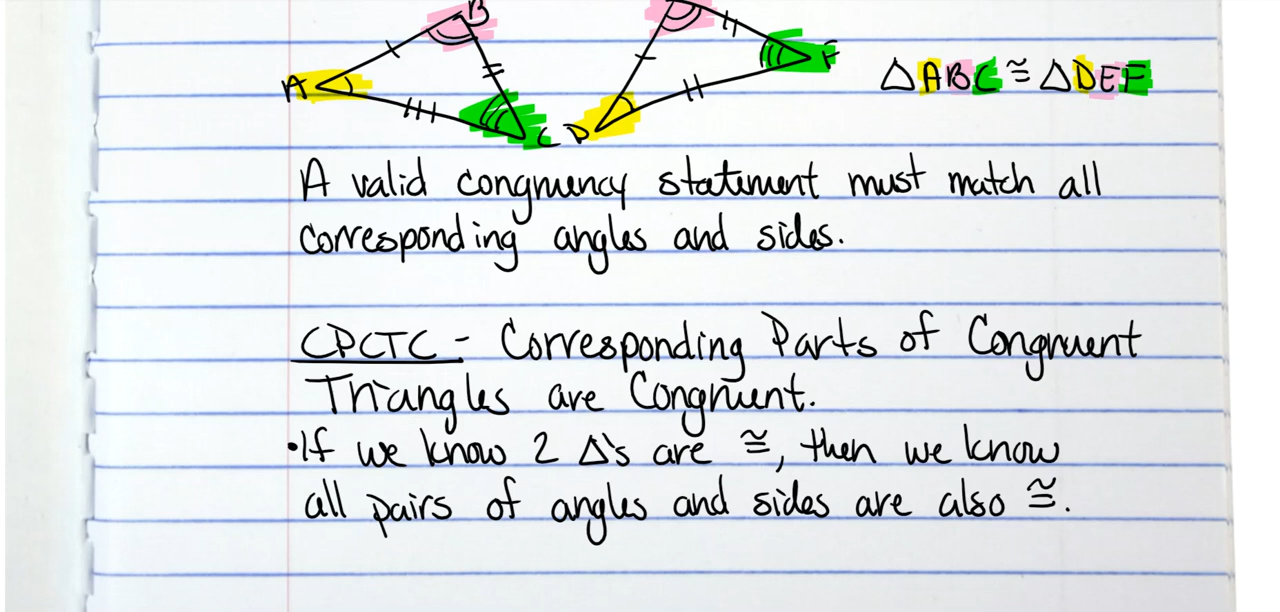 B
A
C
D
F
△ABC ≅ △DEF
A valid congruency statement must match all
corresponding angles and sides.
CPCTC - Corresponding Parts of Congruent
Triangles are Congruent.
•If we know 2 △'s are ≅, then we know
all pairs of angles and sides are also ≅.